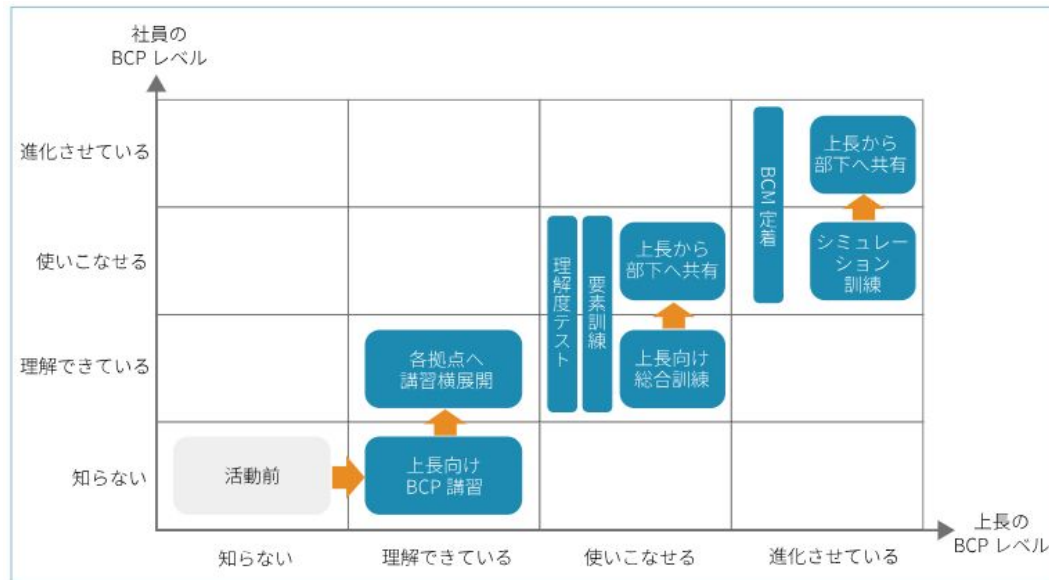 社員の
BCP レベル
進化させている
使いこなせる
理解できている
知らない
BCM 定着
上長から
部下へ共有
シミュレー
ション
訓練
理解度テスト
要素訓練
上長から
部下へ共有
上長向け
総合訓練
各拠点へ
講習横展開
活動前
上長向け
BCP 講習
知らない
理解できている
使いこなせる
進化させている
上長の
BCP レベル